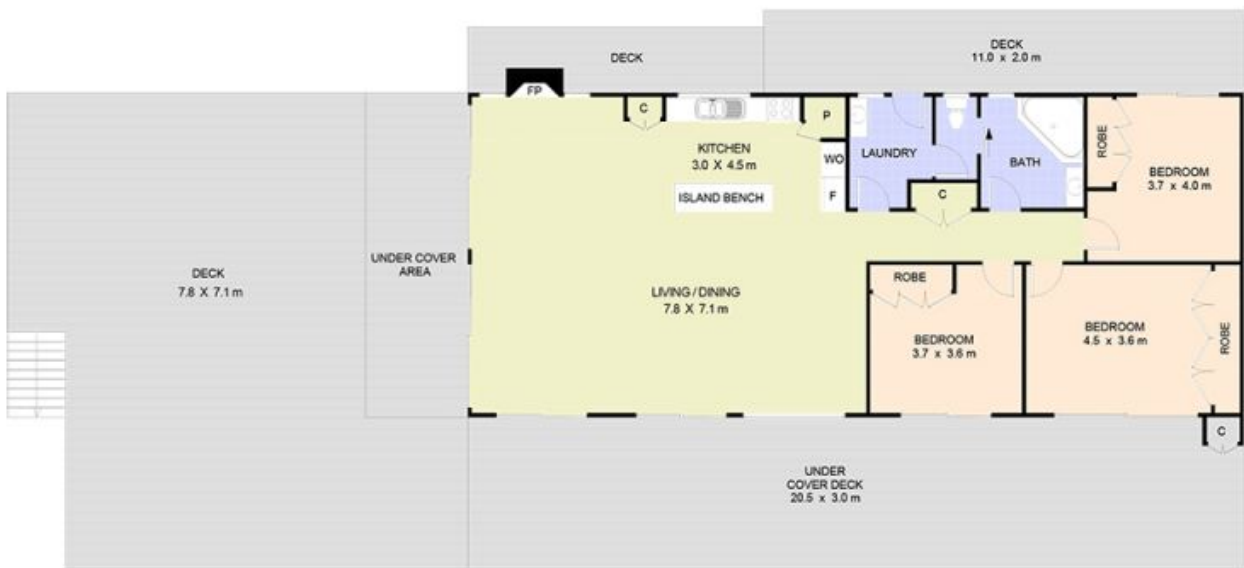 DECK
11.0 x 2.0 m
DECK
FP
C
P
KITCHEN
3.0 X 4.5 m
WO
LAUNDRY
BATH
ROBE
BEDROOM
3.7 x 4.0 m
ISLAND BENCH
F
C
UNDER COVER
AREA
DECK
7.8 X 7.1 m
LIVING / DINING
7.8 X 7.1 m
ROBE
BEDROOM
3.7 x 3.6 m
BEDROOM
4.5 x 3.6 m
ROBE
C
UNDER
COVER DECK
20.5 x 3.0 m